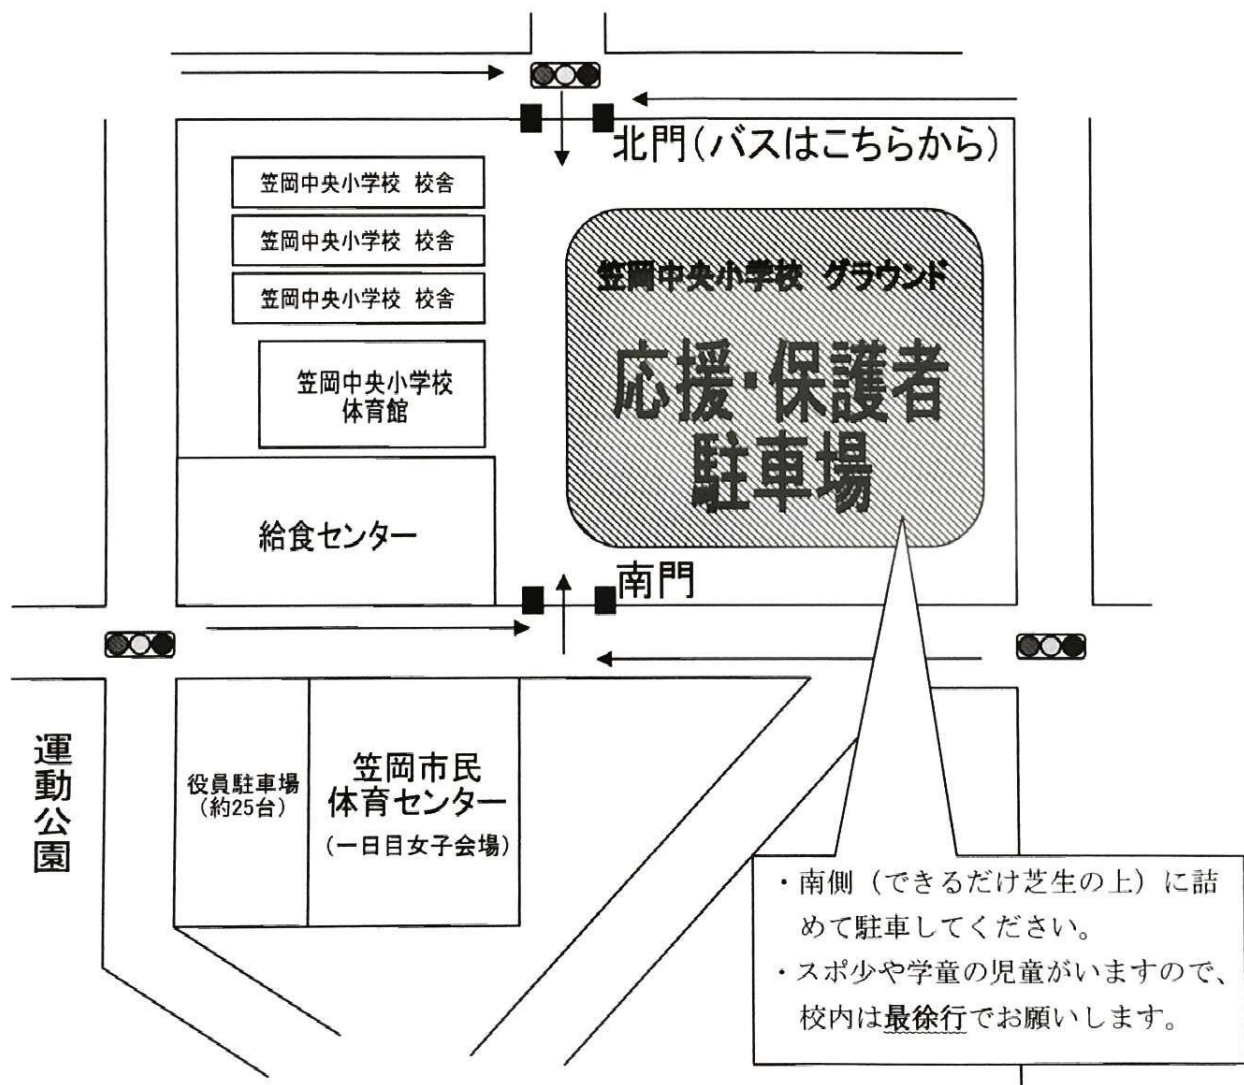 北門(バスはこちらから)
笠岡中央小学校 校舎
笠岡中央小学校 校舎
笠岡中央小学校 校舎
笠岡中央小学校
体育館
給食センター
笠岡中央小学校 グラウンド
応援・保護者
駐車場
南門
運動公園
役員駐車場
(約25台)
笠岡市民
体育センター
(一日目女子会場)
・南側(できるだけ芝生の上)に詰
めて駐車してください。
・スポ少や学童の児童がいますので、
校内は最徐行でお願いします。